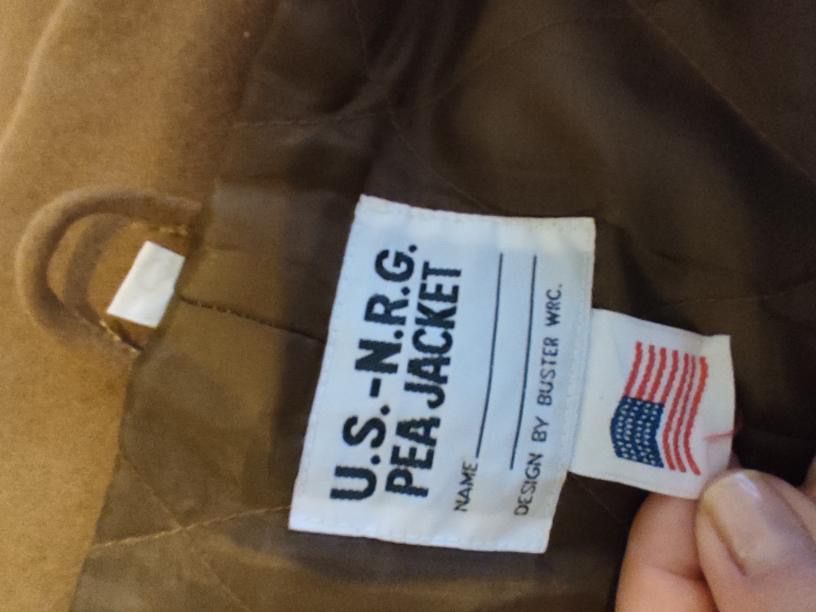 U.S.-N.R.G.
PEA JACKET
NAME
DESIGN BY BUSTER WRC.